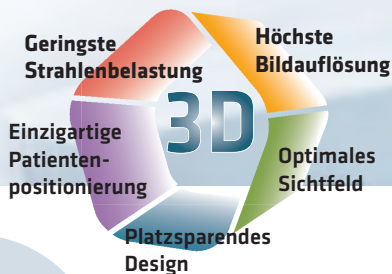 Geringste
Strahlenbelastung
Höchste
Bildauflösung
3D
Einzigartige
Patienten-
positionierung
Optimales
Sichtfeld
Platzsparendes
Design